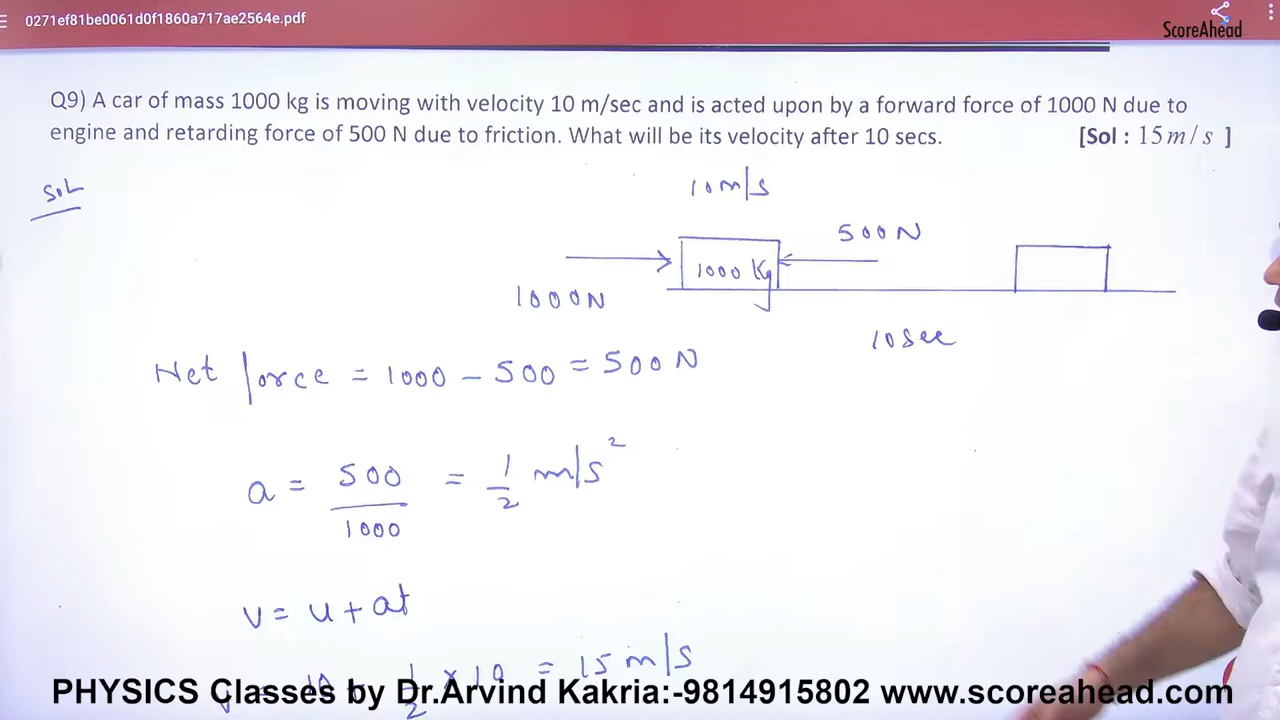 0271ef81be0061d0f1860a717ae2564e.pdf
ScoreAhead
Q9) A car of mass 1000 kg is moving with velocity 10 m/sec and is acted upon by a forward force of 1000 N due to
engine and retarding force of 500 N due to friction. What will be its velocity after 10 secs. [Sol : 15 m / s ]
Sol
10 m/s
500 N
1000 Kg
1000 N
10 sec
Net force = 1000 - 500 = 500 N
a = 500/1000 = 1/2 m/s²
v = u + at
1/2 × 10 = 15 m/s
PHYSICS Classes by Dr.Arvind Kakria:-9814915802 www.scoreahead.com